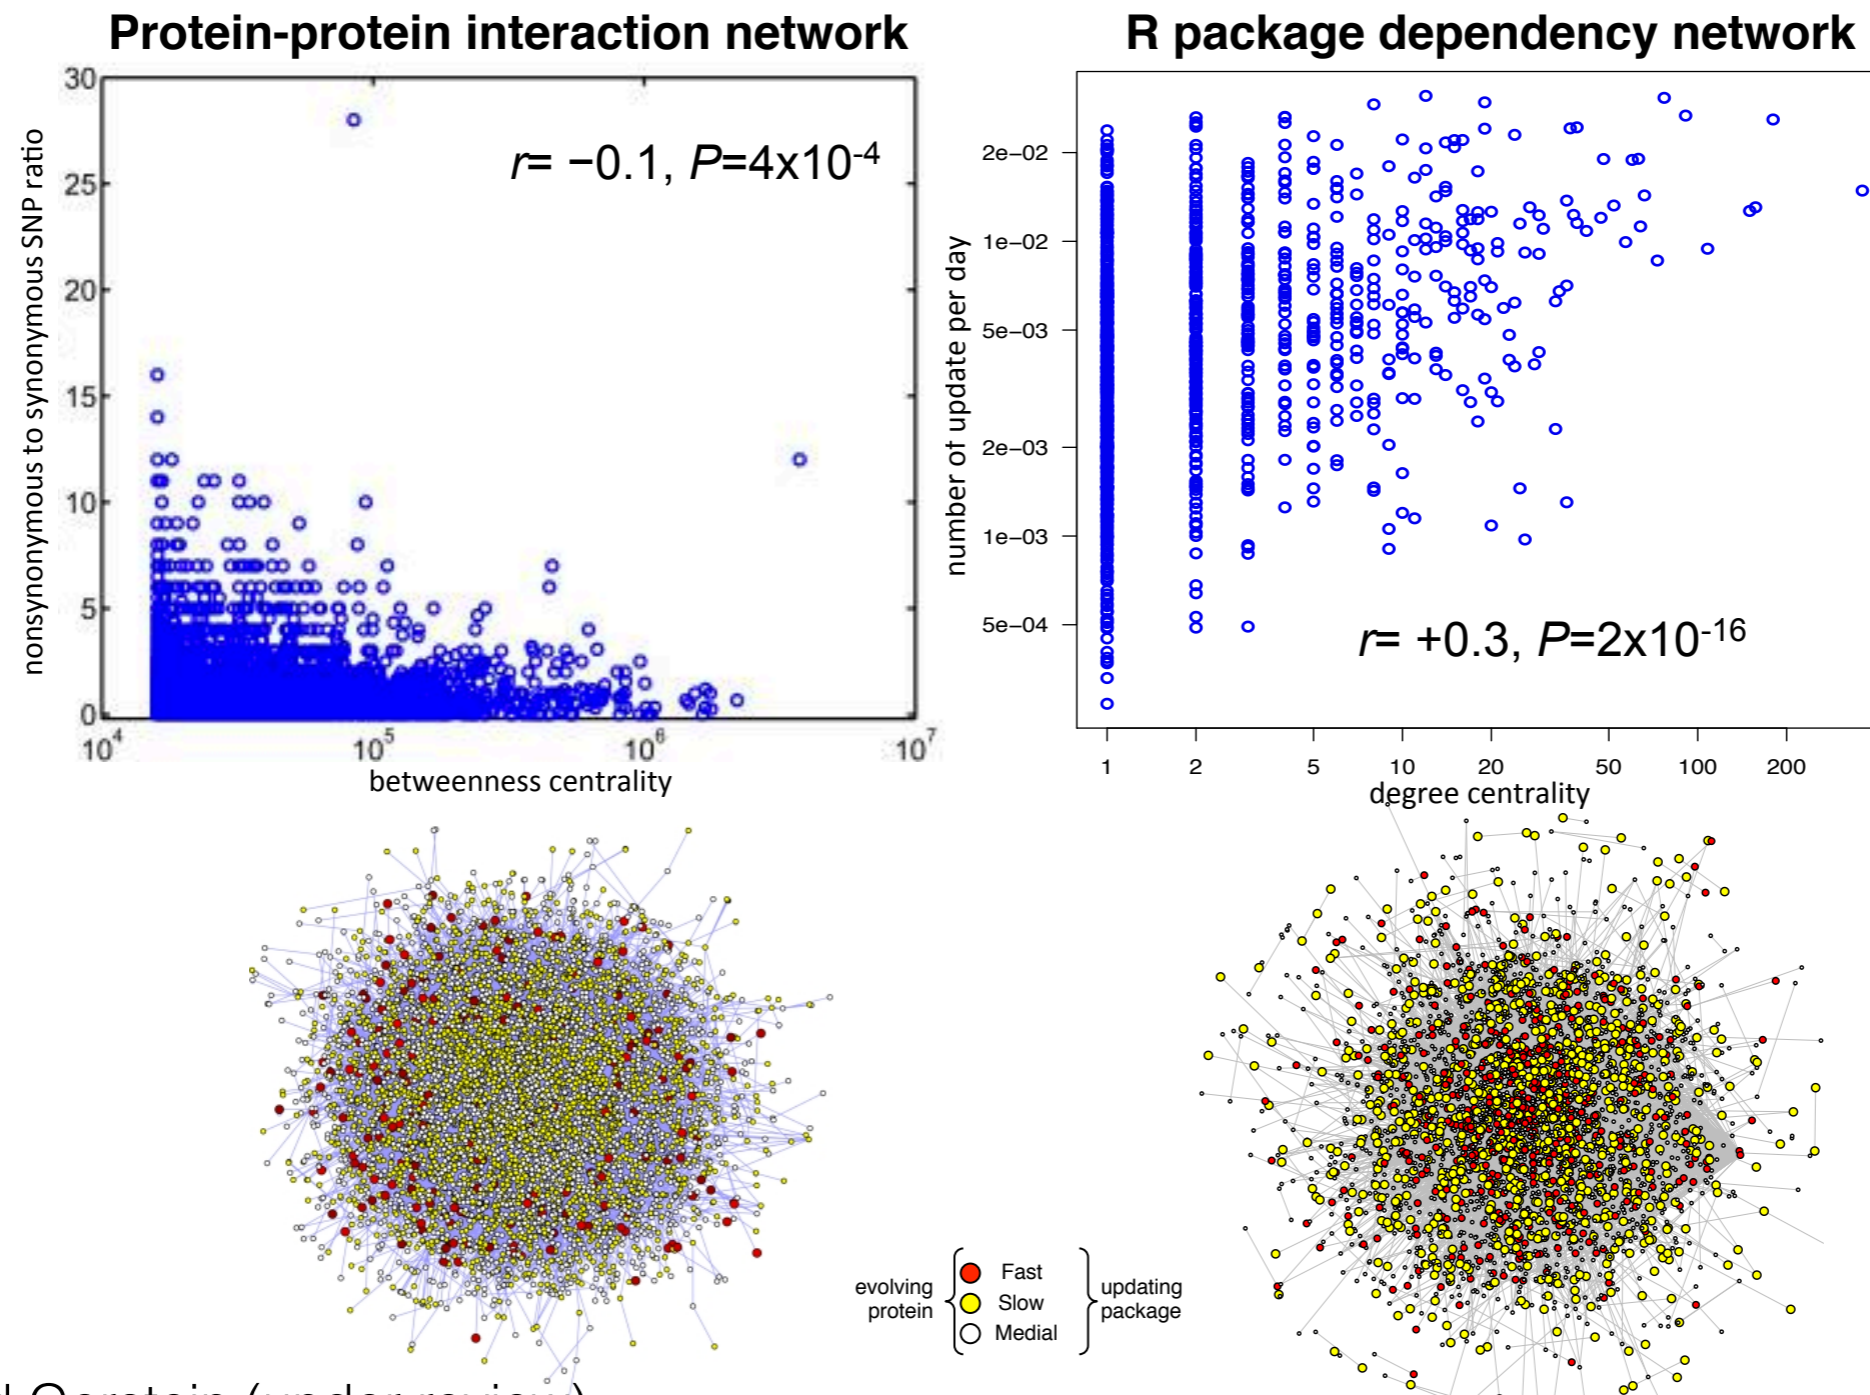 Protein-protein interaction network
R package dependency network
nonsynonymous to synonymous SNP ratio
30
25
20
15
10
5
0
r= −0.1, P=4x10-4
10^4 10^5 10^6 10^7
betweenness centrality
number of update per day
2e−02
1e−02
5e−03
2e−03
1e−03
5e−04
r= +0.3, P=2x10-16
1 2 5 10 20 50 100 200
degree centrality
evolving
protein
Fast
Slow
Medial
updating
package
(under review)